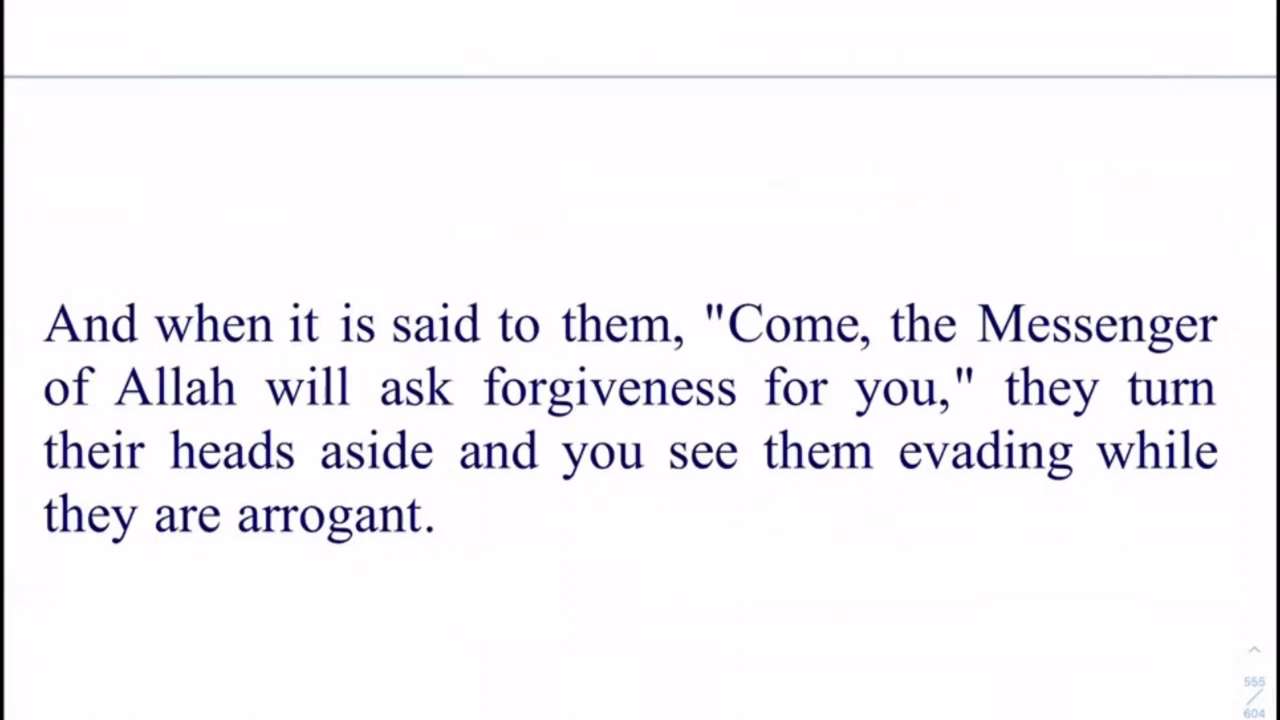 And when it is said to them, "Come, the Messenger
of Allah will ask forgiveness for you," they turn
their heads aside and you see them evading while
they are arrogant.
555
604